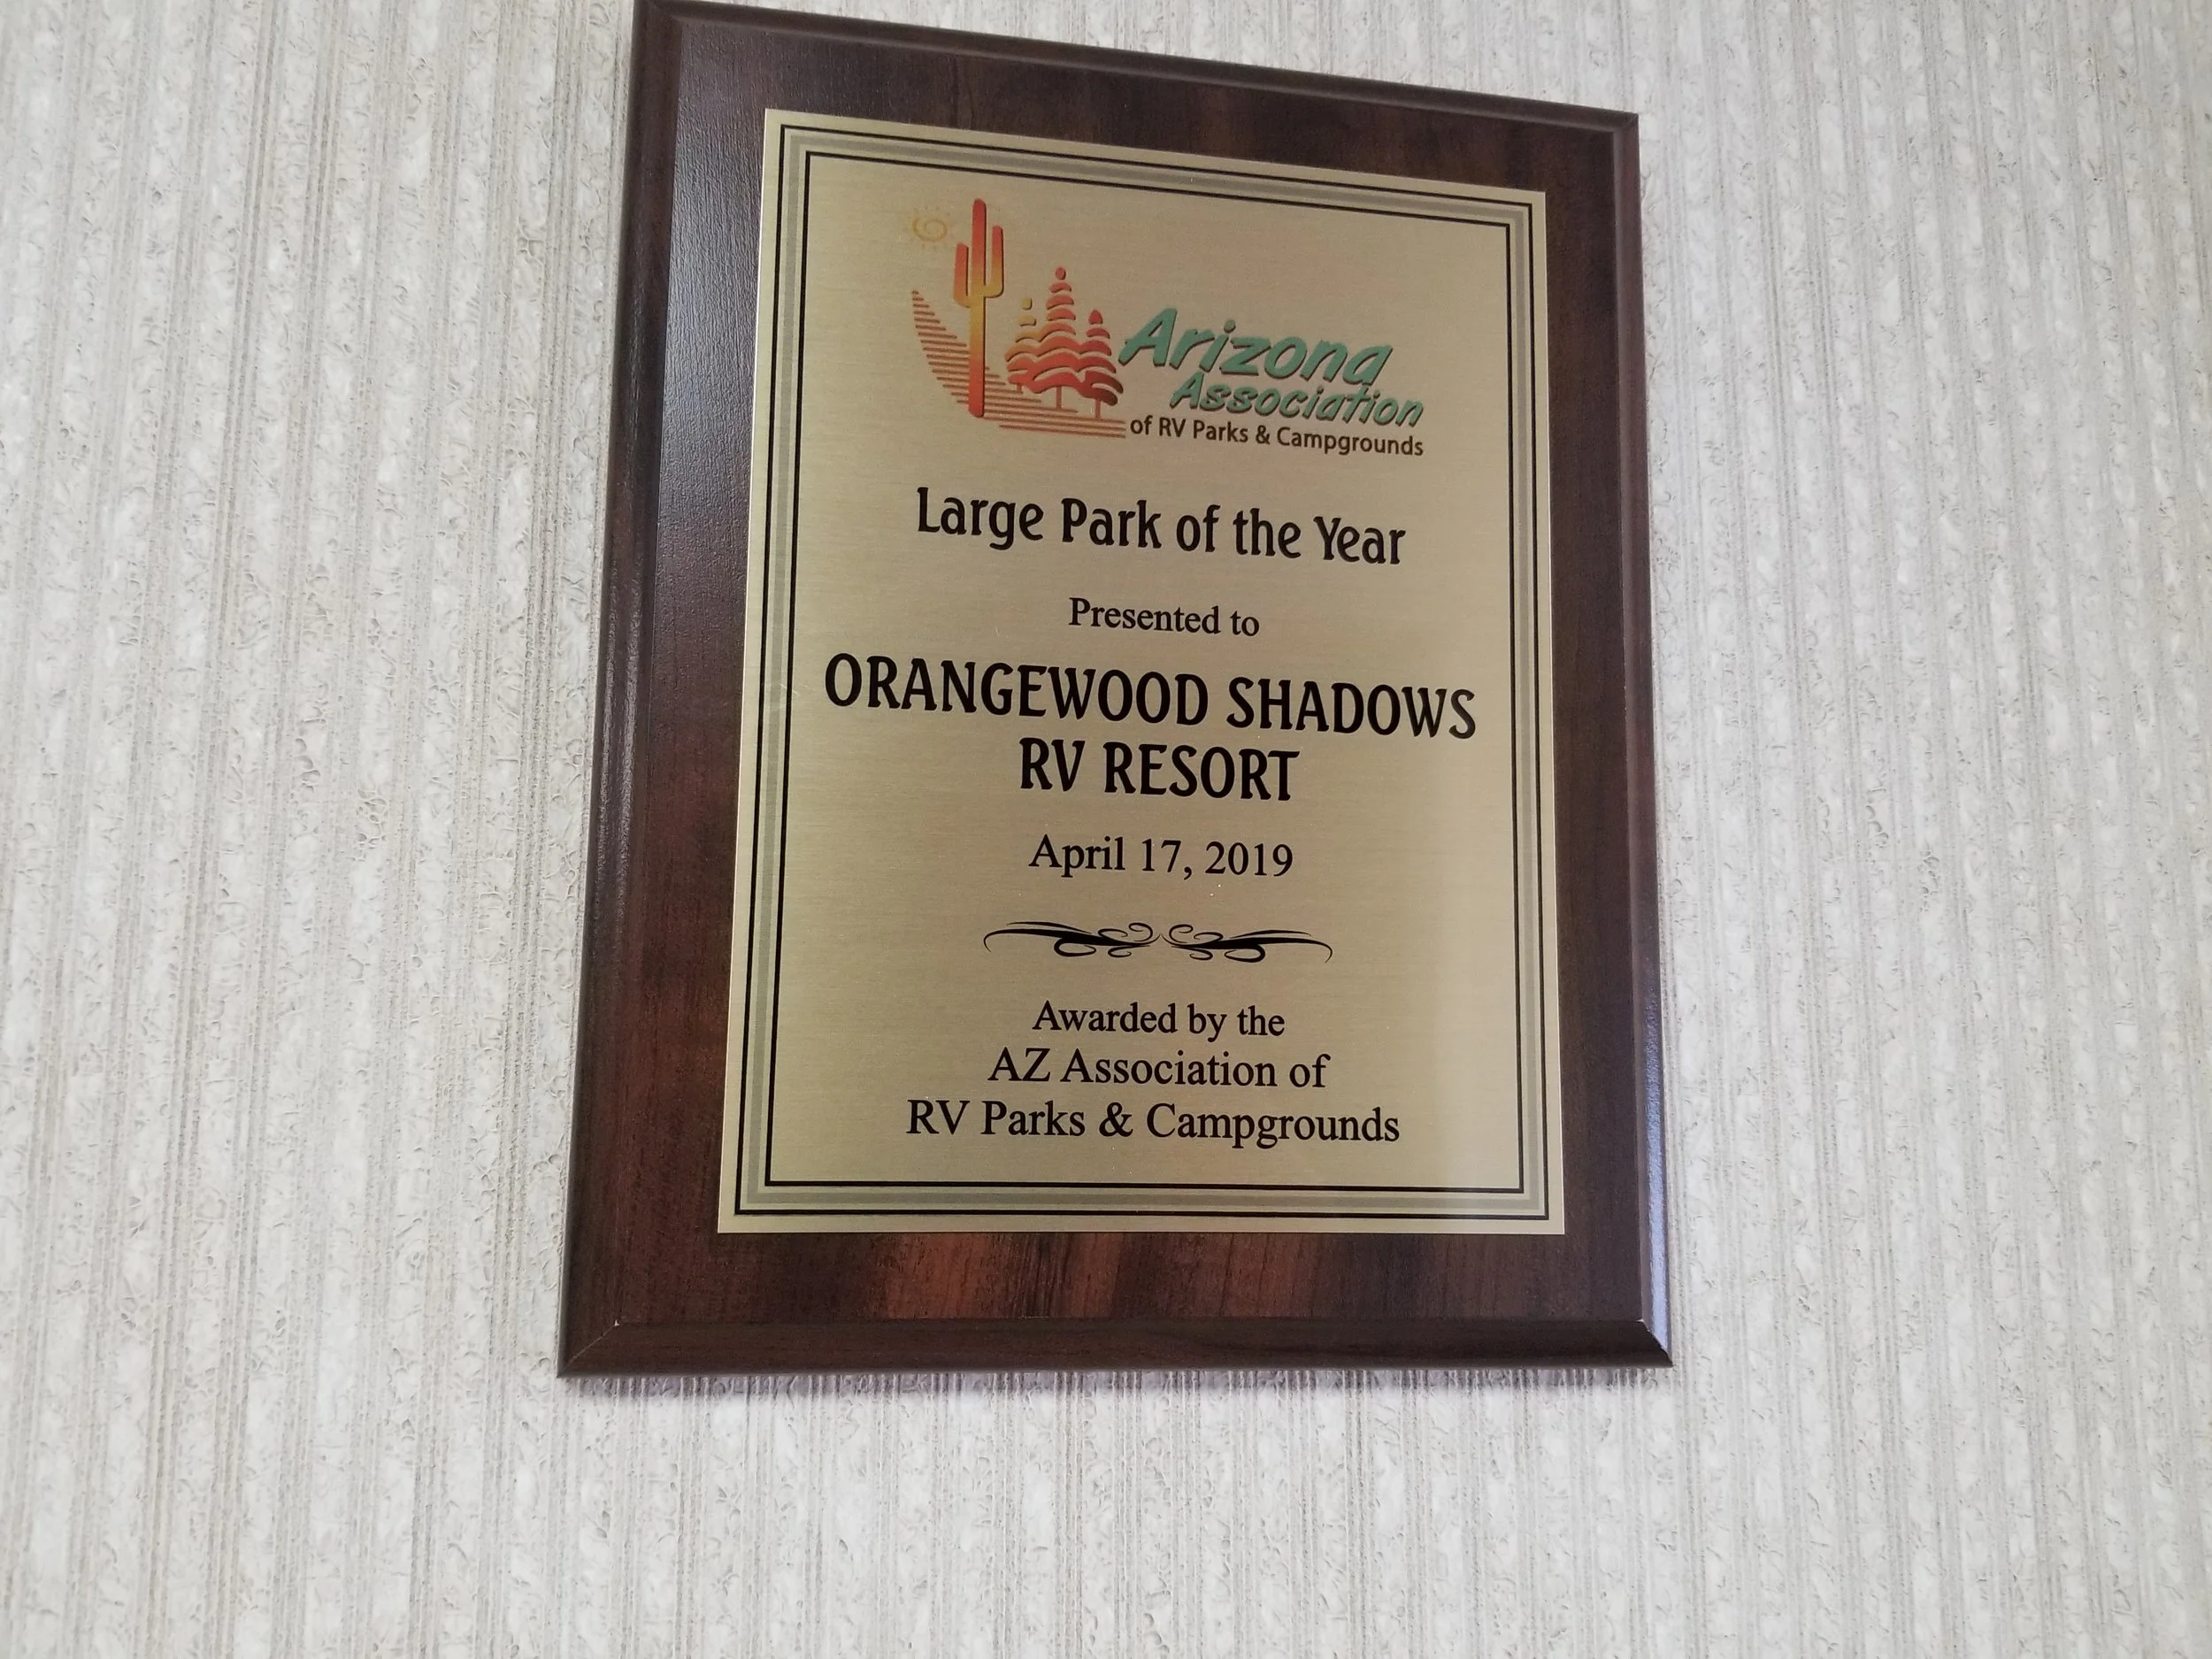 Arizona
Association
of RV Parks & Campgrounds
Large Park of the Year
Presented to
ORANGEWOOD SHADOWS
RV RESORT
April 17, 2019
Awarded by the
AZ Association of
RV Parks & Campgrounds